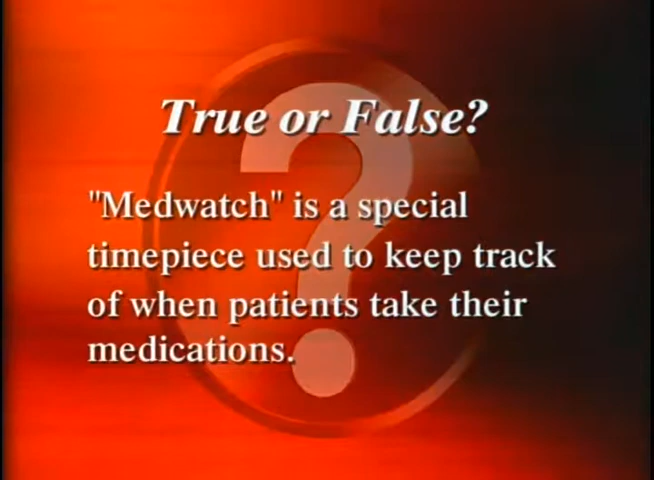 True or False?
"Medwatch" is a special
timepiece used to keep track
of when patients take their
medications.